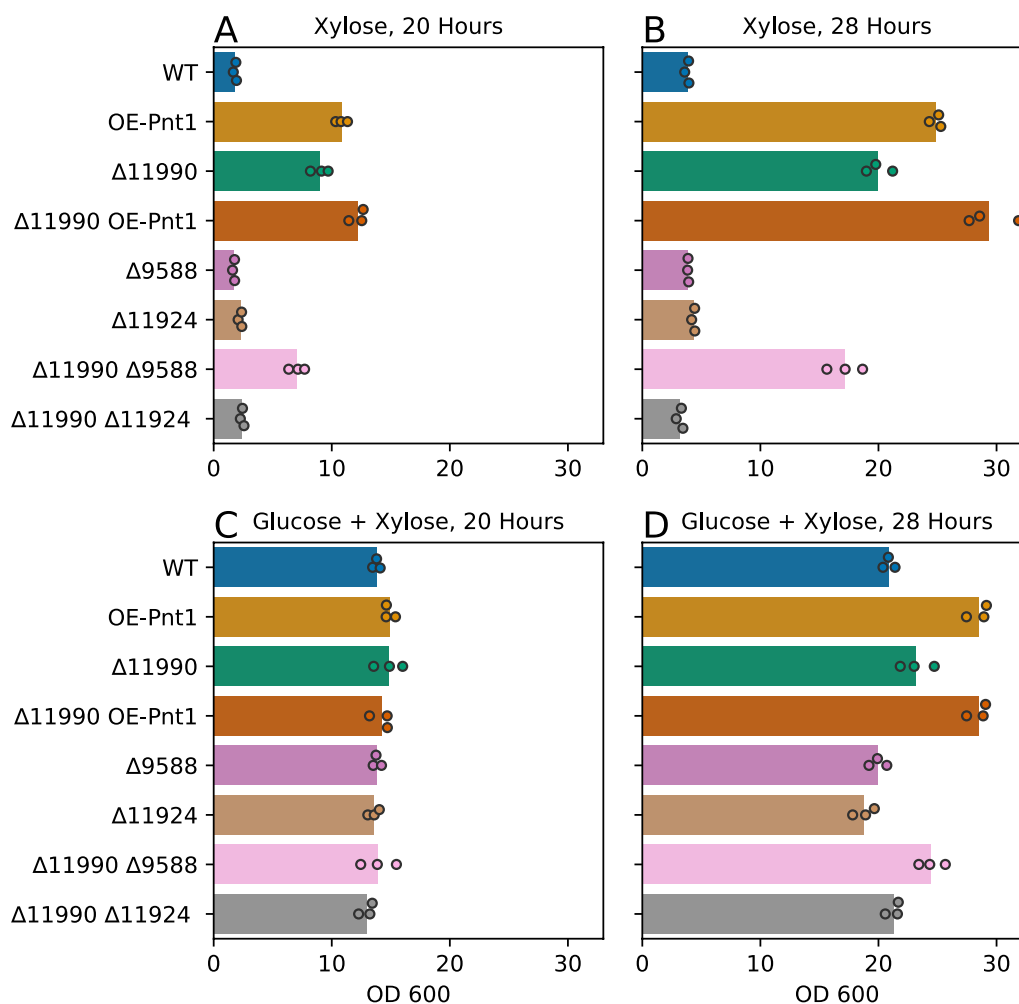 A Xylose, 20 Hours
WT
OE-Pnt1
Δ11990
Δ11990 OE-Pnt1
Δ9588
Δ11924
Δ11990 Δ9588
Δ11990 Δ11924
0 10 20 30
B Xylose, 28 Hours
0 10 20 30
C Glucose + Xylose, 20 Hours
WT
OE-Pnt1
Δ11990
Δ11990 OE-Pnt1
Δ9588
Δ11924
Δ11990 Δ9588
Δ11990 Δ11924
0 10 20 30
OD 600
D Glucose + Xylose, 28 Hours
0 10 20 30
OD 600